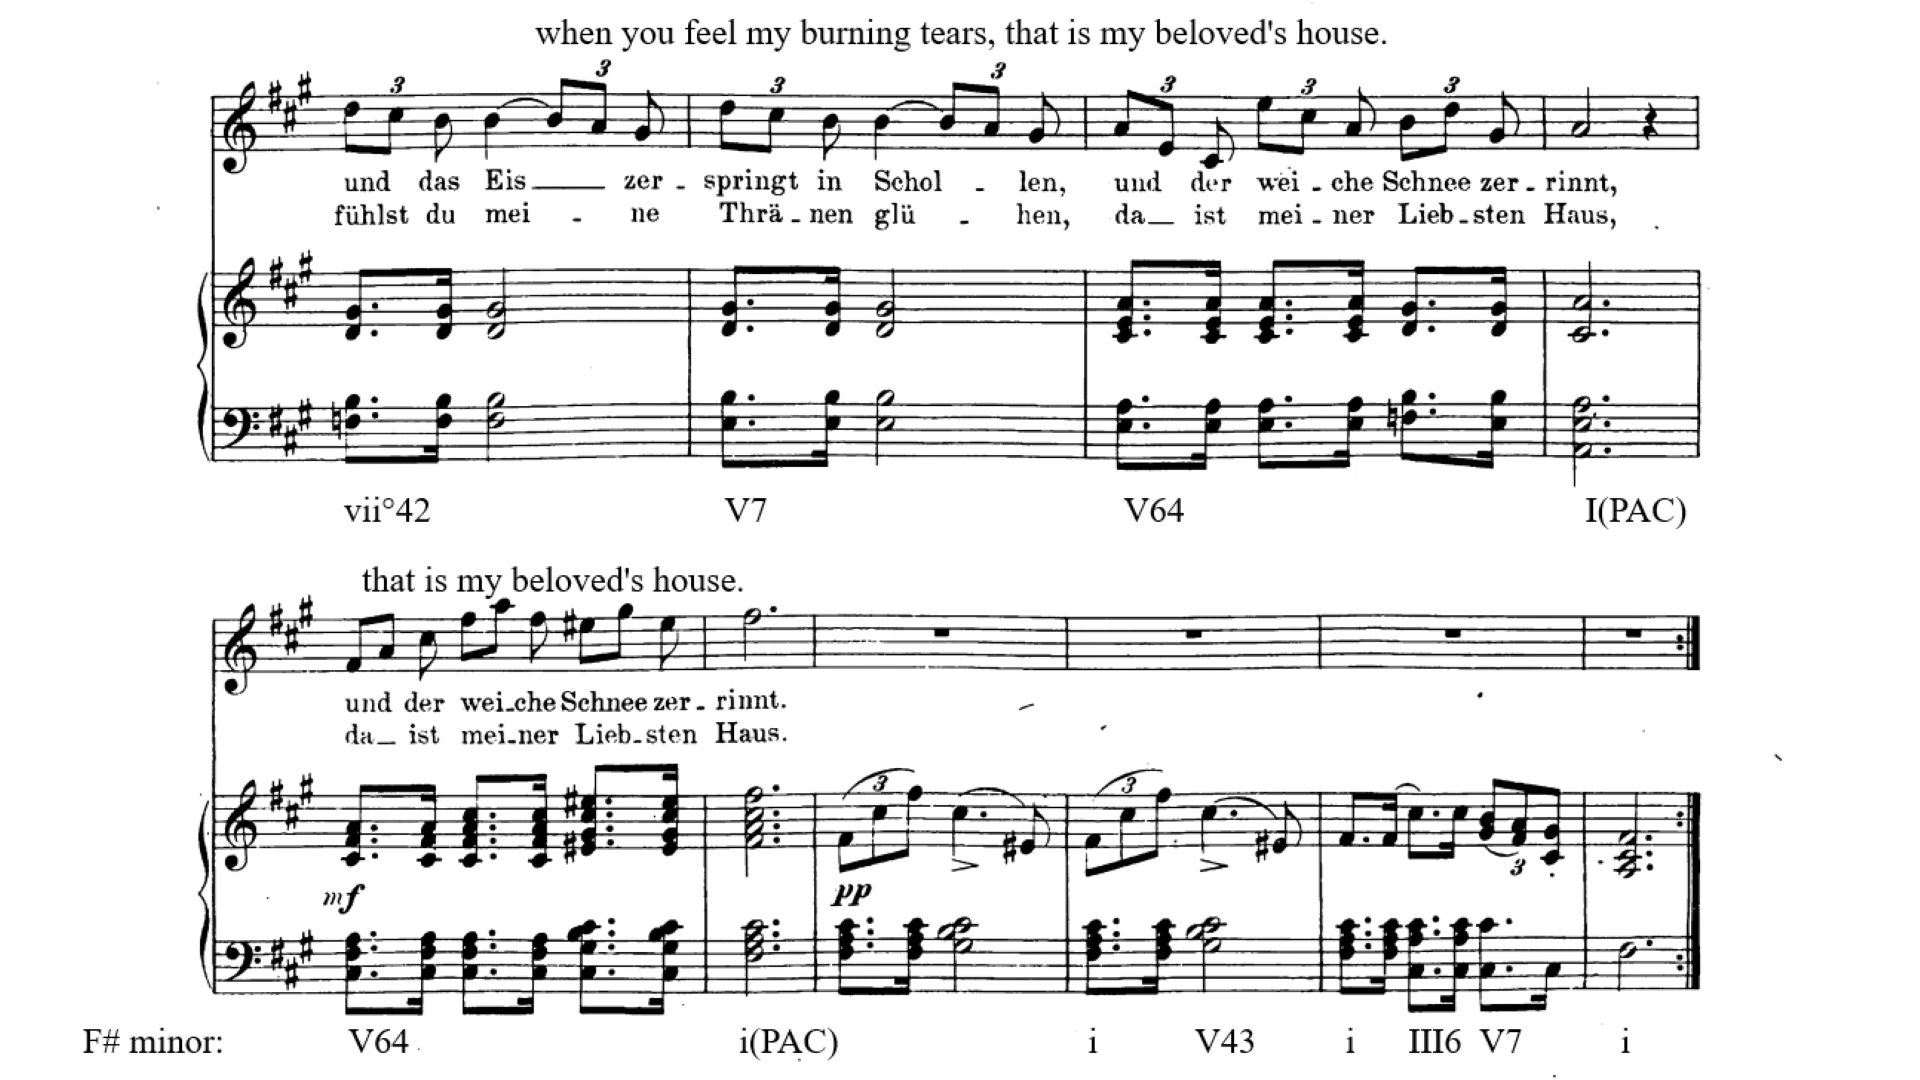 when you feel my burning tears, that is my beloved's house.
3 3 3 3 3 3 3
und das Eis zer - springt in Schol - len, und der wei - che Schnee zer - rinnt,
fühlst du mei - ne Thrä - nen glü - hen, da ist mei - ner Lieb - sten Haus,
vii°42 V7 V64 I(PAC)
that is my beloved's house.
und der wei - che Schnee zer - rinnt.
da ist mei - ner Lieb - sten Haus.
3 3
mf pp
3
F# minor: V64 i(PAC) i V43 i III6 V7 i